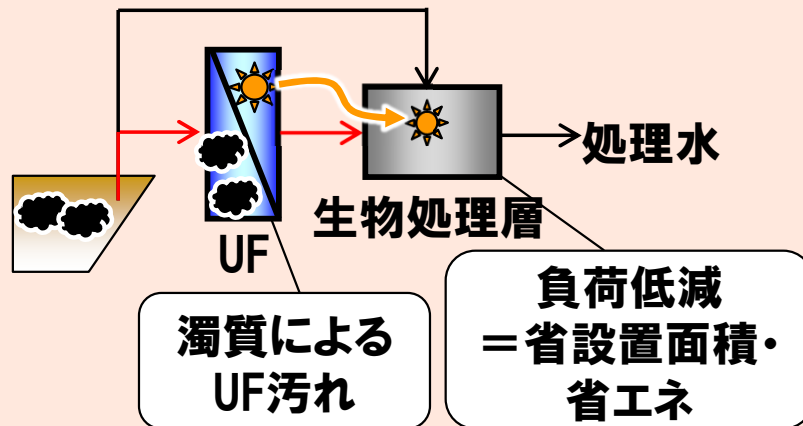 処理水
生物処理層
UF
濁質による
UF汚れ
負荷低減
＝省設置面積・
省エネ